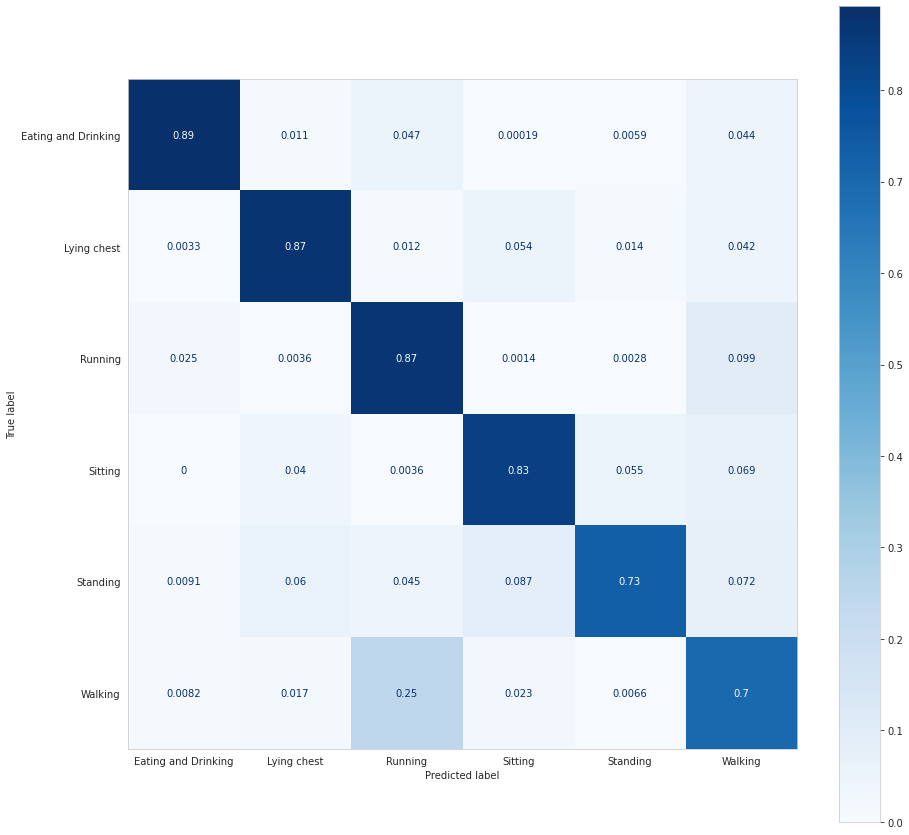 Eating and Drinking 0.89 0.011 0.047 0.00019 0.0059 0.044
Lying chest 0.0033 0.87 0.012 0.054 0.014 0.042
Running 0.025 0.0036 0.87 0.0014 0.0028 0.099
True label
Sitting 0 0.04 0.0036 0.83 0.055 0.069
Standing 0.0091 0.06 0.045 0.087 0.73 0.072
Walking 0.0082 0.017 0.25 0.023 0.0066 0.7
Eating and Drinking Lying chest Running Sitting Standing Walking
Predicted label
0.8
0.7
0.6
0.5
0.4
0.3
0.2
0.1
0.0